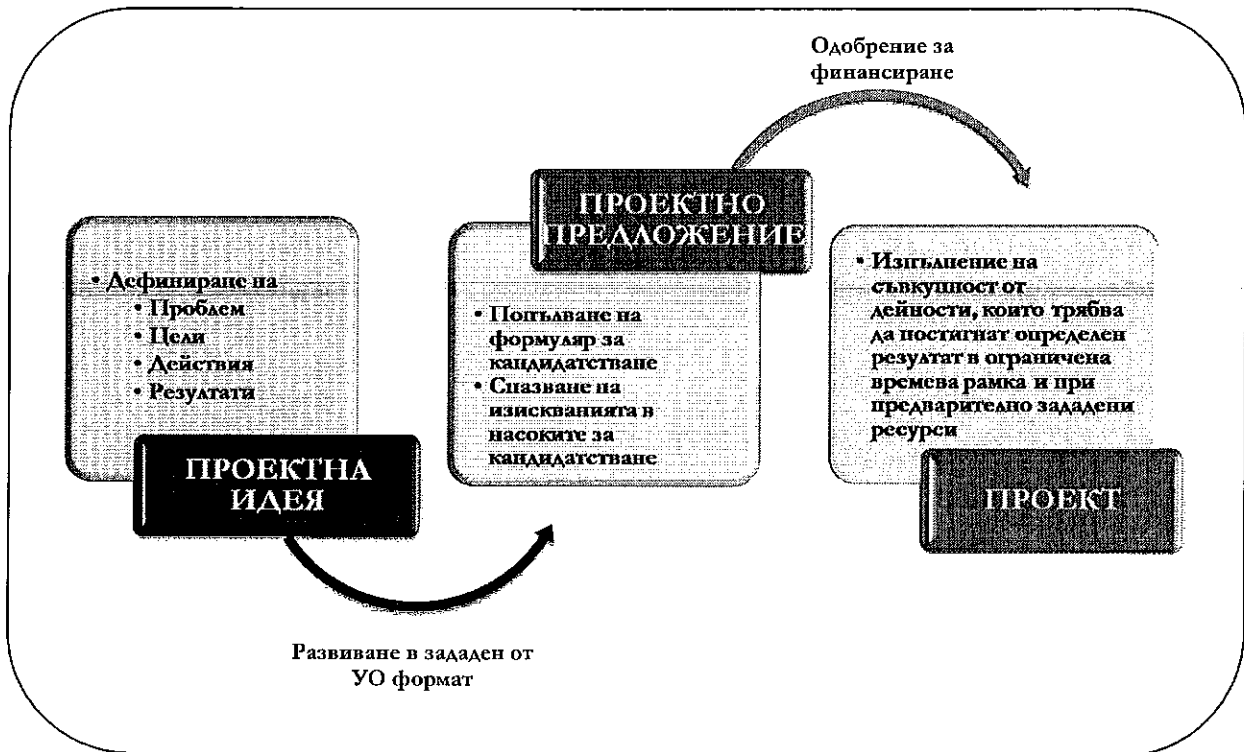 Одобрение за
финансиране
ПРОЕКТНО
ПРЕДЛОЖЕНИЕ
• Дефиниране на
• Проблем
• Цели
• Действия
• Резултати
ПРОЕКТНА
ИДЕЯ
• Попълване на
формуляр за
кандидатстване
• Спазване на
изискванията в
насоките за
кандидатстване
• Изпълнение на
съвкупност от
дейности, които трябва
да постигнат определен
резултат в ограничена
времева рамка и при
предварително зададени
ресурси
ПРОЕКТ
Развиване в зададен от
УО формат